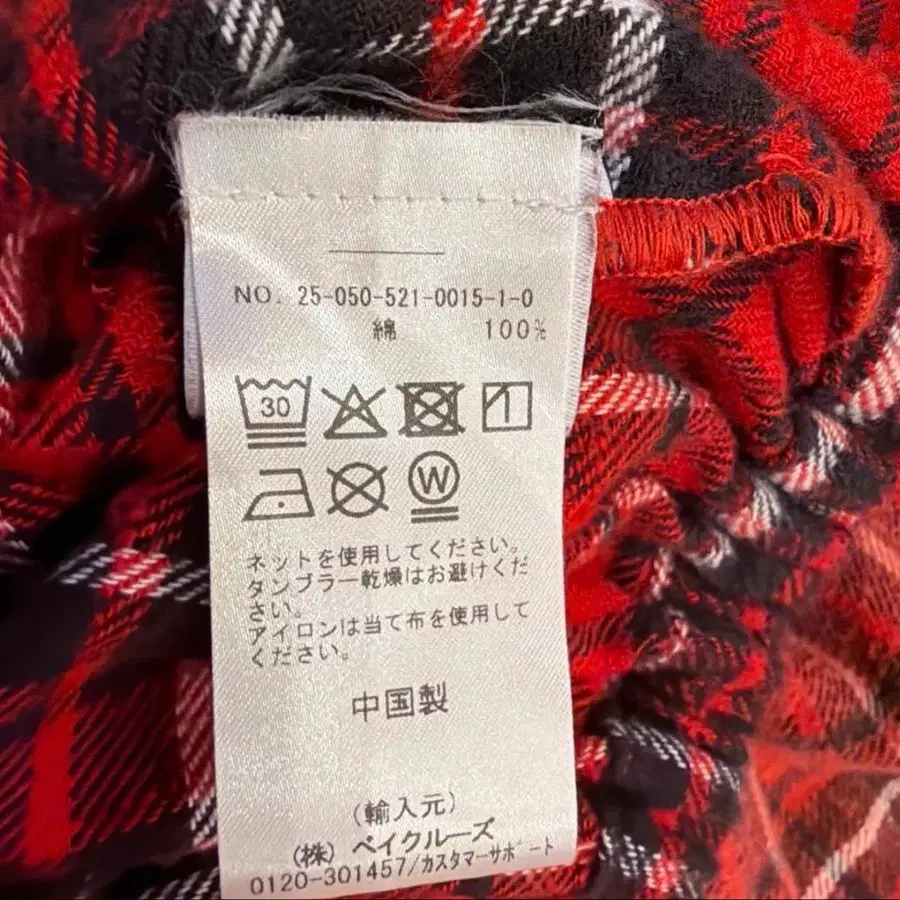 NO. 25-050-521-0015-1-0
綿 100%
30
W
ネットを使用してください。
タンブラー乾燥はお避けくだ
さい。
アイロンは当て布を使用して
ください。
中国製
(輸入元)
(株) ベイクルーズ
0120-301457/カスタマーサポート